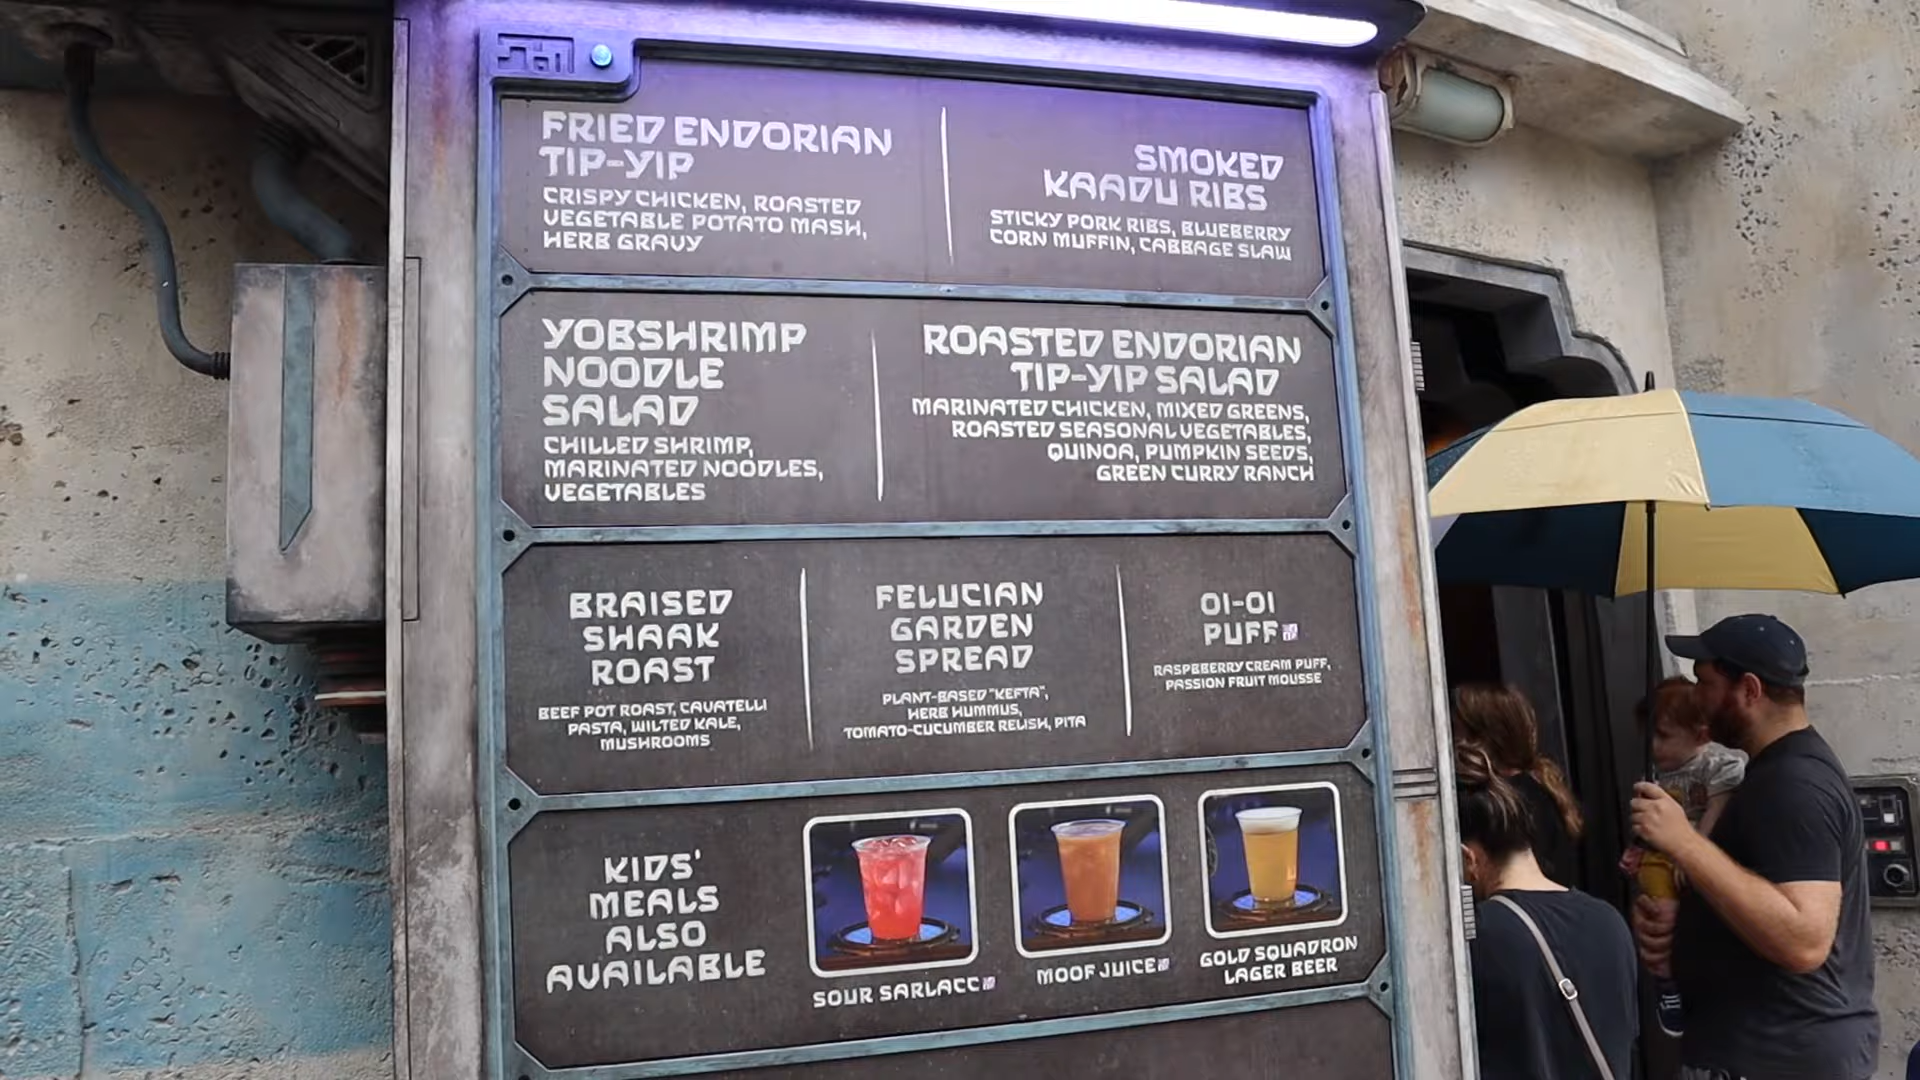 FRIED ENDORIAN
TIP-YIP
CRISPY CHICKEN, ROASTED
VEGETABLE POTATO MASH,
HERB GRAVY
SMOKED
KAADU RIBS
STICKY PORK RIBS, BLUEBERRY
CORN MUFFIN, CABBAGE SLAW
YOBSHRIMP
NOODLE
SALAD
CHILLED SHRIMP,
MARINATED NOODLES,
VEGETABLES
ROASTED ENDORIAN
TIP-YIP SALAD
MARINATED CHICKEN, MIXED GREENS,
ROASTED SEASONAL VEGETABLES,
QUINOA, PUMPKIN SEEDS,
GREEN CURRY RANCH
BRAISED
SHAAK
ROAST
BEEF POT ROAST, CAVATELLI
PASTA, WILTED KALE,
MUSHROOMS
FELUCIAN
GARDEN
SPREAD
PLANT-BASED "KEFTA",
HERB HUMMUS,
TOMATO-CUCUMBER RELISH, PITA
OI-OI
PUFF
RASPBBERRY CREAM PUFF,
PASSION FRUIT MOUSSE
KIDS'
MEALS
ALSO
AVAILABLE
SOUR SARLACC
MOOF JUICE
GOLD SQUADRON
LAGER BEER